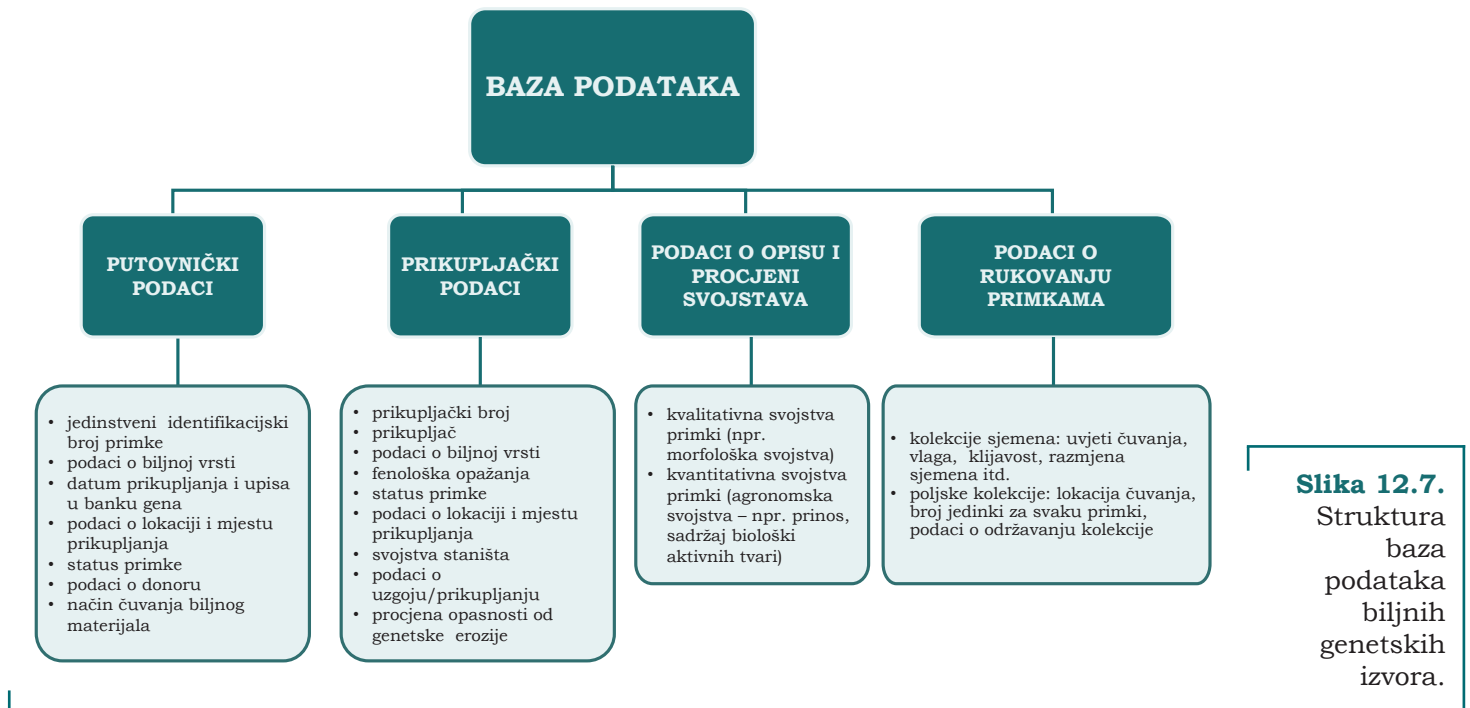 BAZA PODATAKA
PUTOVNIČKI
PODACI
• jedinstveni identifikacijski
broj primke
• podaci o biljnoj vrsti
• datum prikupljanja i upisa
u banku gena
• podaci o lokaciji i mjestu
prikupljanja
• status primke
• podaci o donoru
• način čuvanja biljnog
materijala
PRIKUPLJAČKI
PODACI
• prikupljački broj
• prikupljač
• podaci o biljnoj vrsti
• fenološka opažanja
• status primke
• podaci o lokaciji i mjestu
prikupljanja
• svojstva staništa
• podaci o
uzgoju/prikupljanju
• procjena opasnosti od
genetske erozije
PODACI O OPISU I
PROCJENI
SVOJSTAVA
• kvalitativna svojstva
primki (npr.
morfološka svojstva)
• kvantitativna svojstva
primki (agronomska
svojstva – npr. prinos,
sadržaj biološki
aktivnih tvari)
PODACI O
RUKOVANJU
PRIMKAMA
• kolekcije sjemena: uvjeti čuvanja,
vlaga, klijavost, razmjena
sjemena itd.
• poljske kolekcije: lokacija čuvanja,
broj jedinki za svaku primki,
podaci o održavanju kolekcije
Slika 12.7.
Struktura
baza
podataka
biljnih
genetskih
izvora.